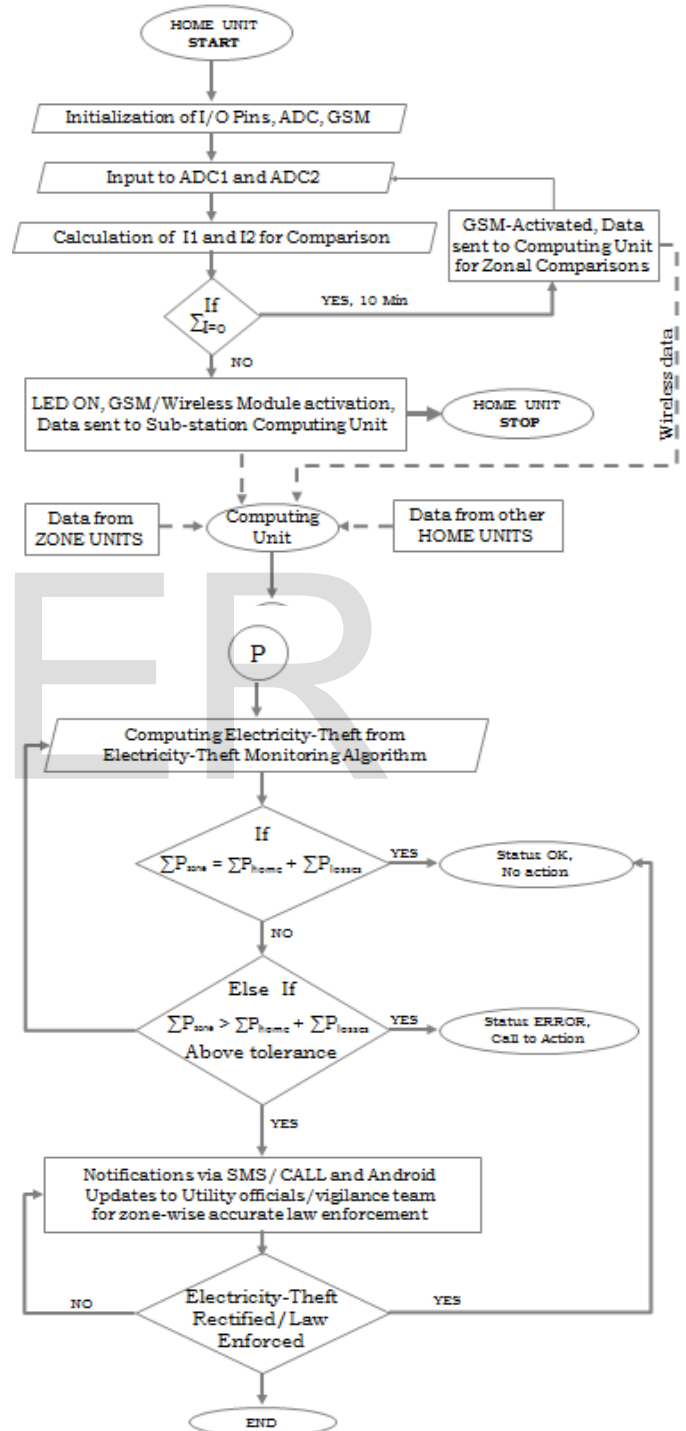 HOME UNIT
START
Initialization of I/O Pins, ADC, GSM
Input to ADC1 and ADC2
Calculation of I1 and I2 for Comparison
GSM-Activated, Data
sent to Computing Unit
for Zonal Comparisons
If
∑I=0
YES, 10 Min
NO
Wireless data
LED ON, GSM/Wireless Module activation,
Data sent to Sub-station Computing Unit
HOME UNIT
STOP
Data from
ZONE UNITS
Computing
Unit
Data from other
HOME UNITS
ER
P
Computing Electricity-Theft from
Electricity-Theft Monitoring Algorithm
If
∑Pzone = ∑Phome + ∑Plosses
YES
Status OK,
No action
NO
Else If
∑Pzone > ∑Phome + ∑Plosses
Above tolerance
YES
Status ERROR,
Call to Action
YES
Notifications via SMS/ CALL and Android
Updates to Utility officials/vigilance team
for zone-wise accurate law enforcement
NO
Electricity-Theft
Rectified/ Law
Enforced
YES
END